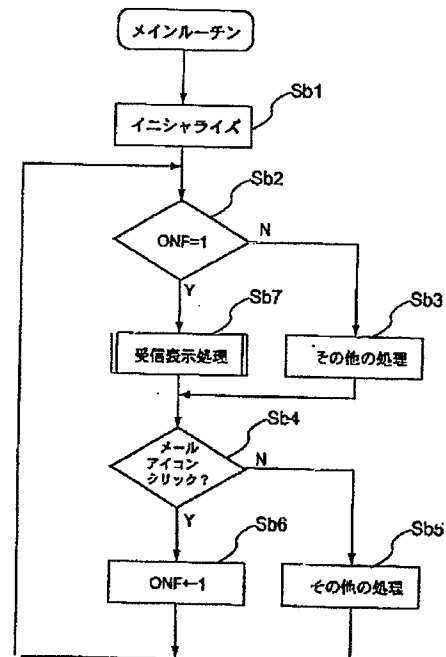 メインルーチン
Sb1
イニシャライズ
Sb2
ONF=1
N
Y
Sb7
Sb3
受信表示処理
その他の処理
Sb4
メール
アイコン
シリック?
N
Y
Sb6
Sb5
ONF←1
その他の処理